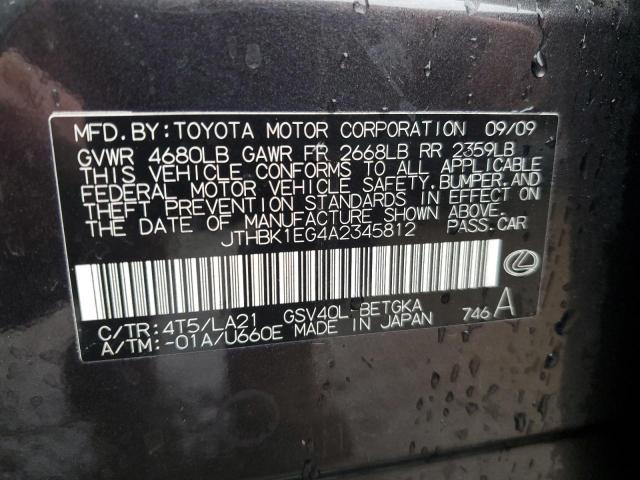 MFD.BY:TOYOTA MOTOR CORPORATION 09/09
GVWR 4680LB GAWR FR 2668LB RR 2359LB
THIS VEHICLE CONFORMS TO ALL APPLICABLE
FEDERAL MOTOR VEHICLE SAFETY,BUMPER,AND
THEFT PREVENTION STANDARDS IN EFFECT ON
THE DATE OF MANUFACTURE SHOWN ABOVE.
JTHBK1EG4A2345812 PASS.CAR
C/TR:4T5/LA21 GSV40L-BETGKA
A/TM:-01A/U660E MADE IN JAPAN 746 A